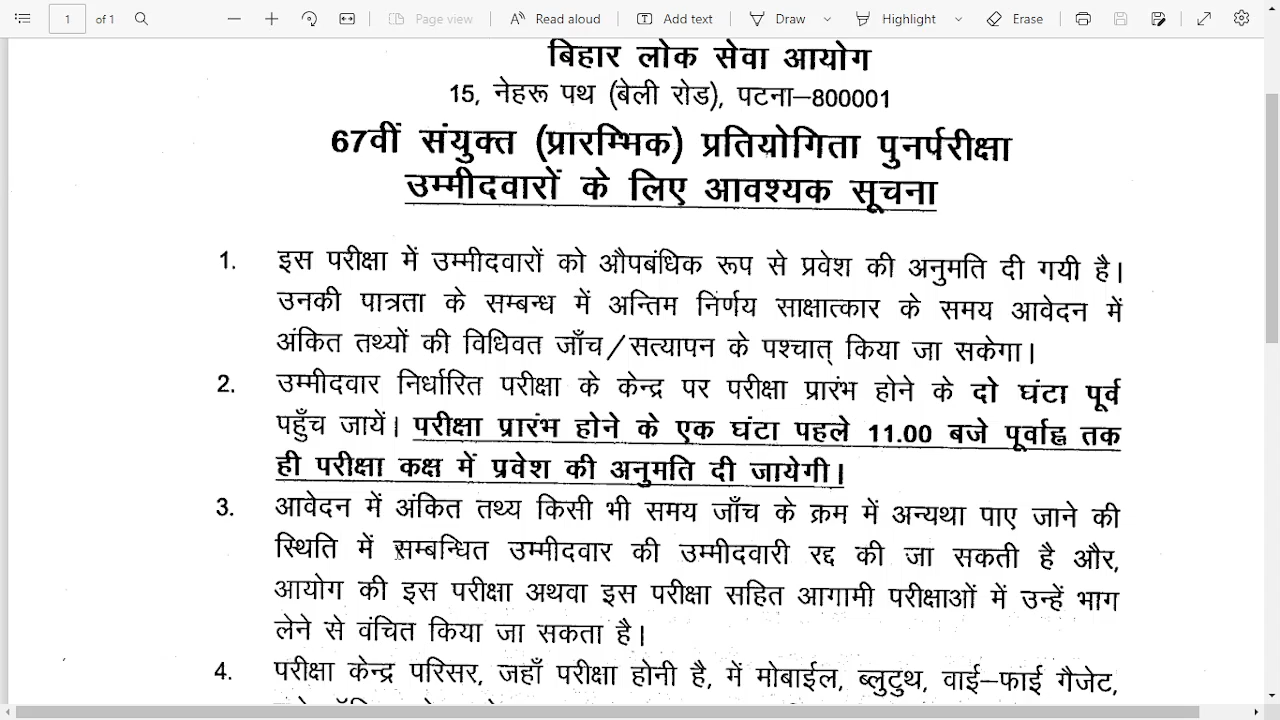 1 of 1 Page view Read aloud Add text Draw Highlight Erase
बिहार लोक सेवा आयोग
15, नेहरू पथ (बेली रोड), पटना–800001
67वीं संयुक्त (प्रारम्भिक) प्रतियोगिता पुनर्परीक्षा
उम्मीदवारों के लिए आवश्यक सूचना
1. इस परीक्षा में उम्मीदवारों को औपबंधिक रूप से प्रवेश की अनुमति दी गयी है।
उनकी पात्रता के सम्बन्ध में अन्तिम निर्णय साक्षात्कार के समय आवेदन में
अंकित तथ्यों की विधिवत जाँच/सत्यापन के पश्चात् किया जा सकेगा।
2. उम्मीदवार निर्धारित परीक्षा के केन्द्र पर परीक्षा प्रारंभ होने के दो घंटा पूर्व
पहुँच जायें। परीक्षा प्रारंभ होने के एक घंटा पहले 11.00 बजे पूर्वाह्न तक
ही परीक्षा कक्ष में प्रवेश की अनुमति दी जायेगी।
3. आवेदन में अंकित तथ्य किसी भी समय जाँच के क्रम में अन्यथा पाए जाने की
स्थिति में सम्बन्धित उम्मीदवार की उम्मीदवारी रद्द की जा सकती है और,
आयोग की इस परीक्षा अथवा इस परीक्षा सहित आगामी परीक्षाओं में उन्हें भाग
लेने से वंचित किया जा सकता है।
4. परीक्षा केन्द्र परिसर, जहाँ परीक्षा होनी है, में मोबाईल, ब्लुटुथ, वाई–फाई गैजेट,